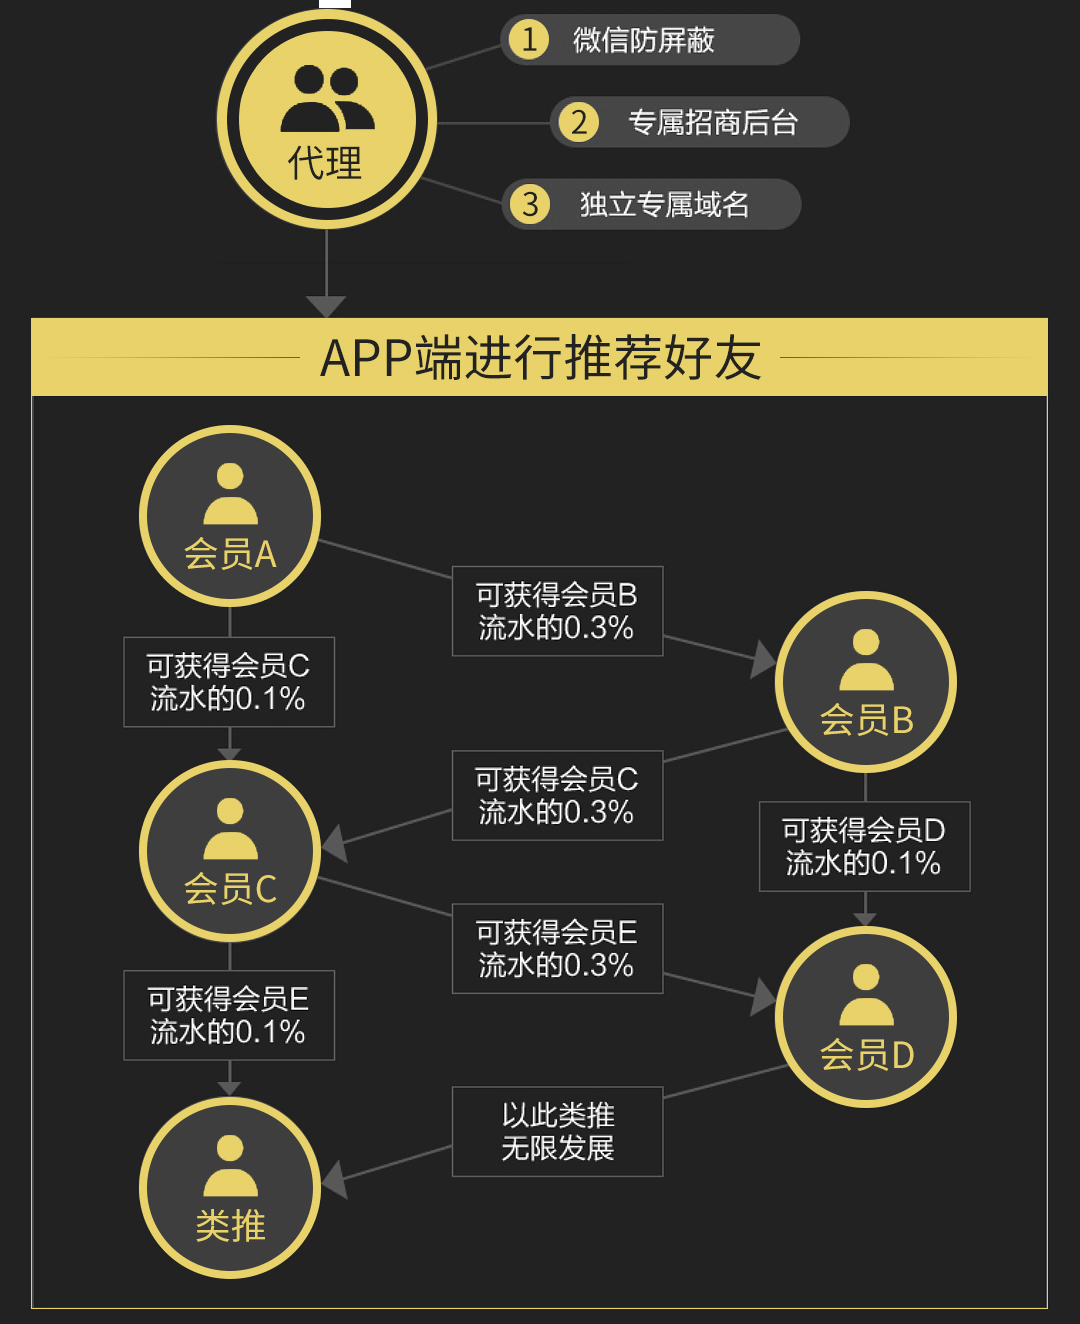 1 微信防屏蔽
2 专属招商后台
代理
3 独立专属域名
APP端进行推荐好友
会员A
可获得会员B
流水的0.3%
可获得会员C
流水的0.1%
会员B
可获得会员C
流水的0.3%
可获得会员D
流水的0.1%
会员C
可获得会员E
流水的0.3%
可获得会员E
流水的0.1%
会员D
以此类推
无限发展
类推